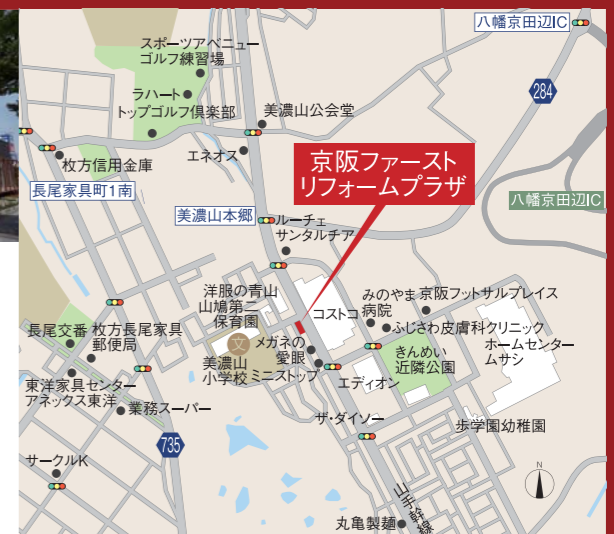 八幡京田辺IC
スポーツアベニュー
ゴルフ練習場
284
ラハート
トップゴルフ倶楽部
美濃山公会堂
エネオス
枚方信用金庫
京阪ファースト
リフォームプラザ
長尾家具町1南
八幡京田辺IC
美濃山本郷
ルーチェ
サンタルチア
洋服の青山
山鳩第二
保育園
コストコ
みのやま
病院
京阪フットサルプレイス
ふじさわ皮膚科クリニック
ホームセンター
ムサシ
長尾交番
枚方長尾家具
郵便局
文
メガネの
愛眼
美濃山
小学校
ミニストップ
きんめい
近隣公園
エディオン
東洋家具センター
アネックス東洋
業務スーパー
ザ・ダイソー
歩学園幼稚園
735
サークルK
N
山手幹線
丸亀製麺